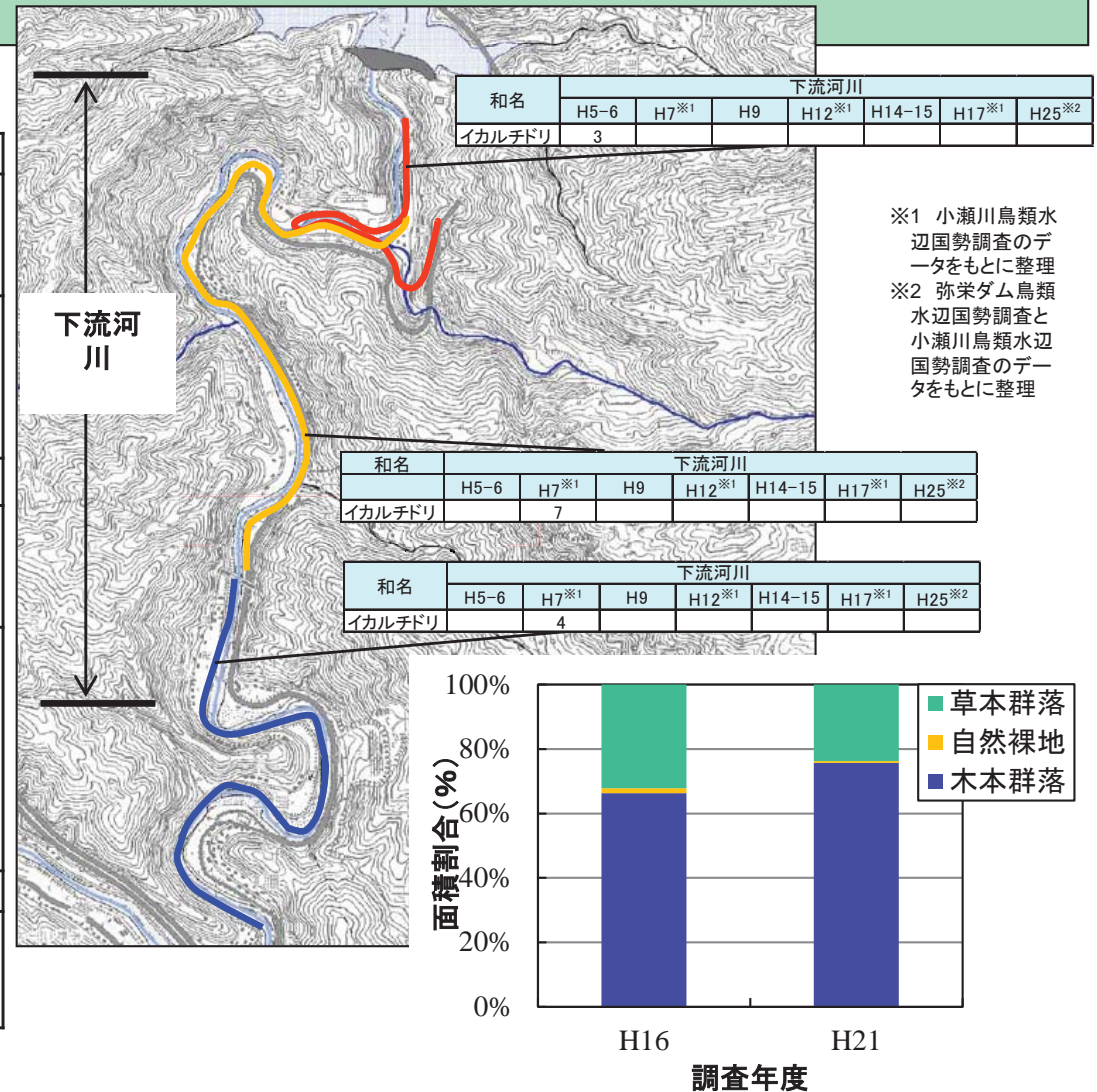 和名 下流河川
H5-6 H7※1 H9 H12※1 H14-15 H17※1 H25※2
イカルチドリ 3
※1 小瀬川鳥類水
辺国勢調査のデ
ータをもとに整理
※2 弥栄ダム鳥類
水辺国勢調査と
小瀬川鳥類水辺
国勢調査のデー
タをもとに整理
下流河
川
和名 下流河川
H5-6 H7※1 H9 H12※1 H14-15 H17※1 H25※2
イカルチドリ 7
和名 下流河川
H5-6 H7※1 H9 H12※1 H14-15 H17※1 H25※2
イカルチドリ 4
面積割合(%)
100%
80%
60%
40%
20%
0%
草本群落
自然裸地
木本群落
H16 H21
調査年度